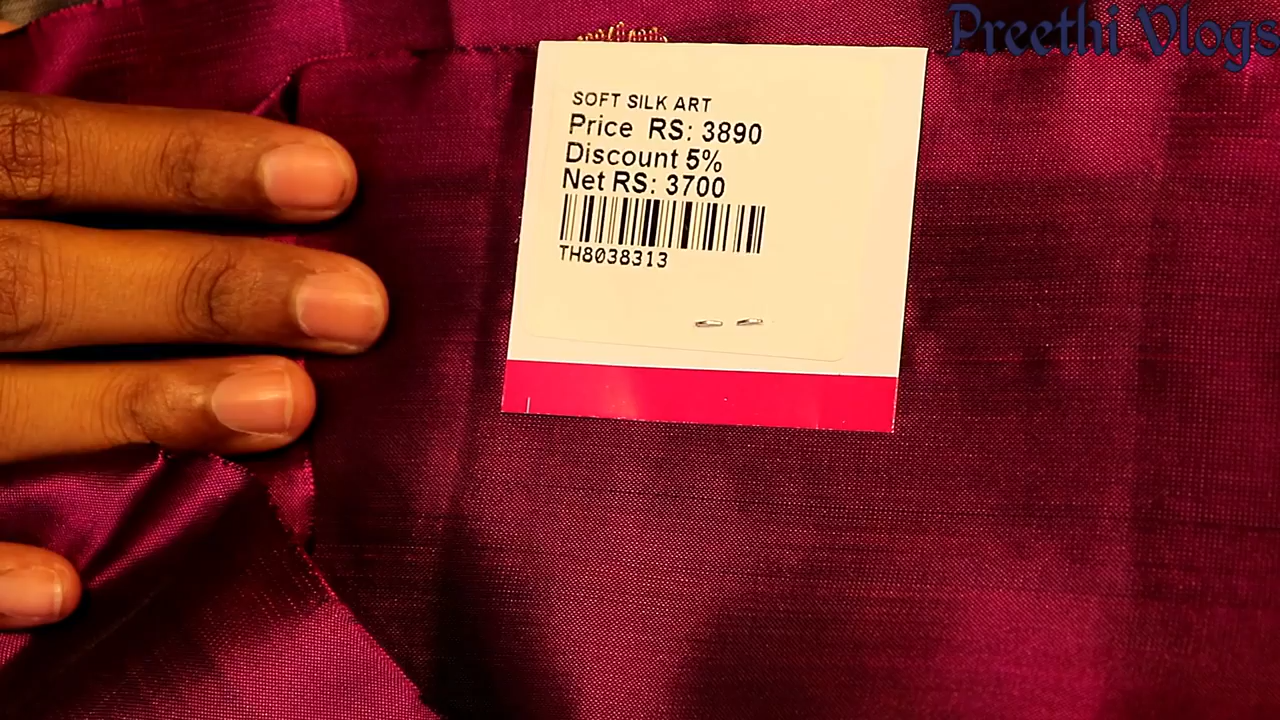 Preethi Vlogs
SOFT SILK ART
Price RS: 3890
Discount 5%
Net RS: 3700
TH8038313